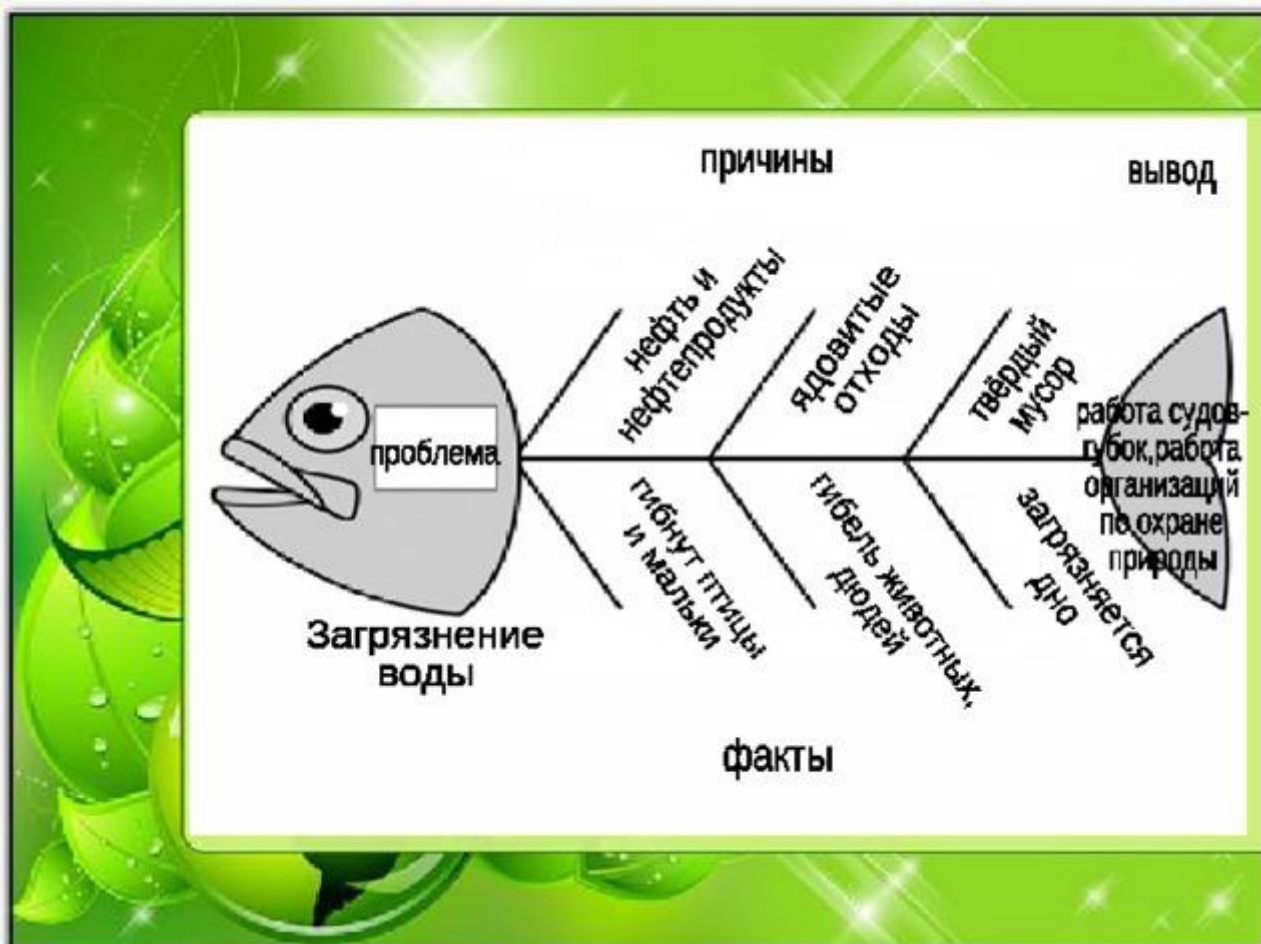 причины
вывод
нефть и
нефтепродукты
ядовитые
отходы
твёрдый
мусор
проблема
работа судов-
губок,работа
организаций
по охране
природы
гибнут птицы
и мальки
гибель животных,
дюдей
загрязняется
дно
Загрязнение
воды
факты